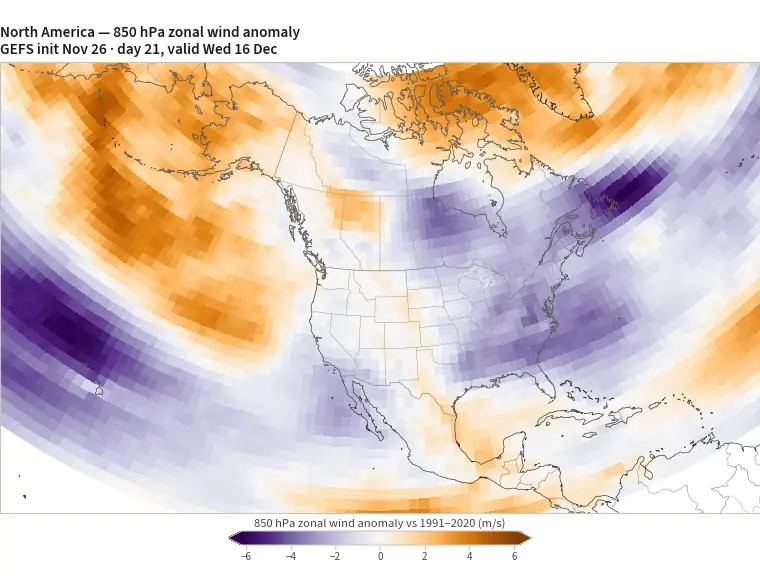 North America — 850 hPa zonal wind anomaly
GEFS init Nov 26 · day 21, valid Wed 16 Dec
850 hPa zonal wind anomaly vs 1991–2020 (m/s)
−6 −4 −2 0 2 4 6